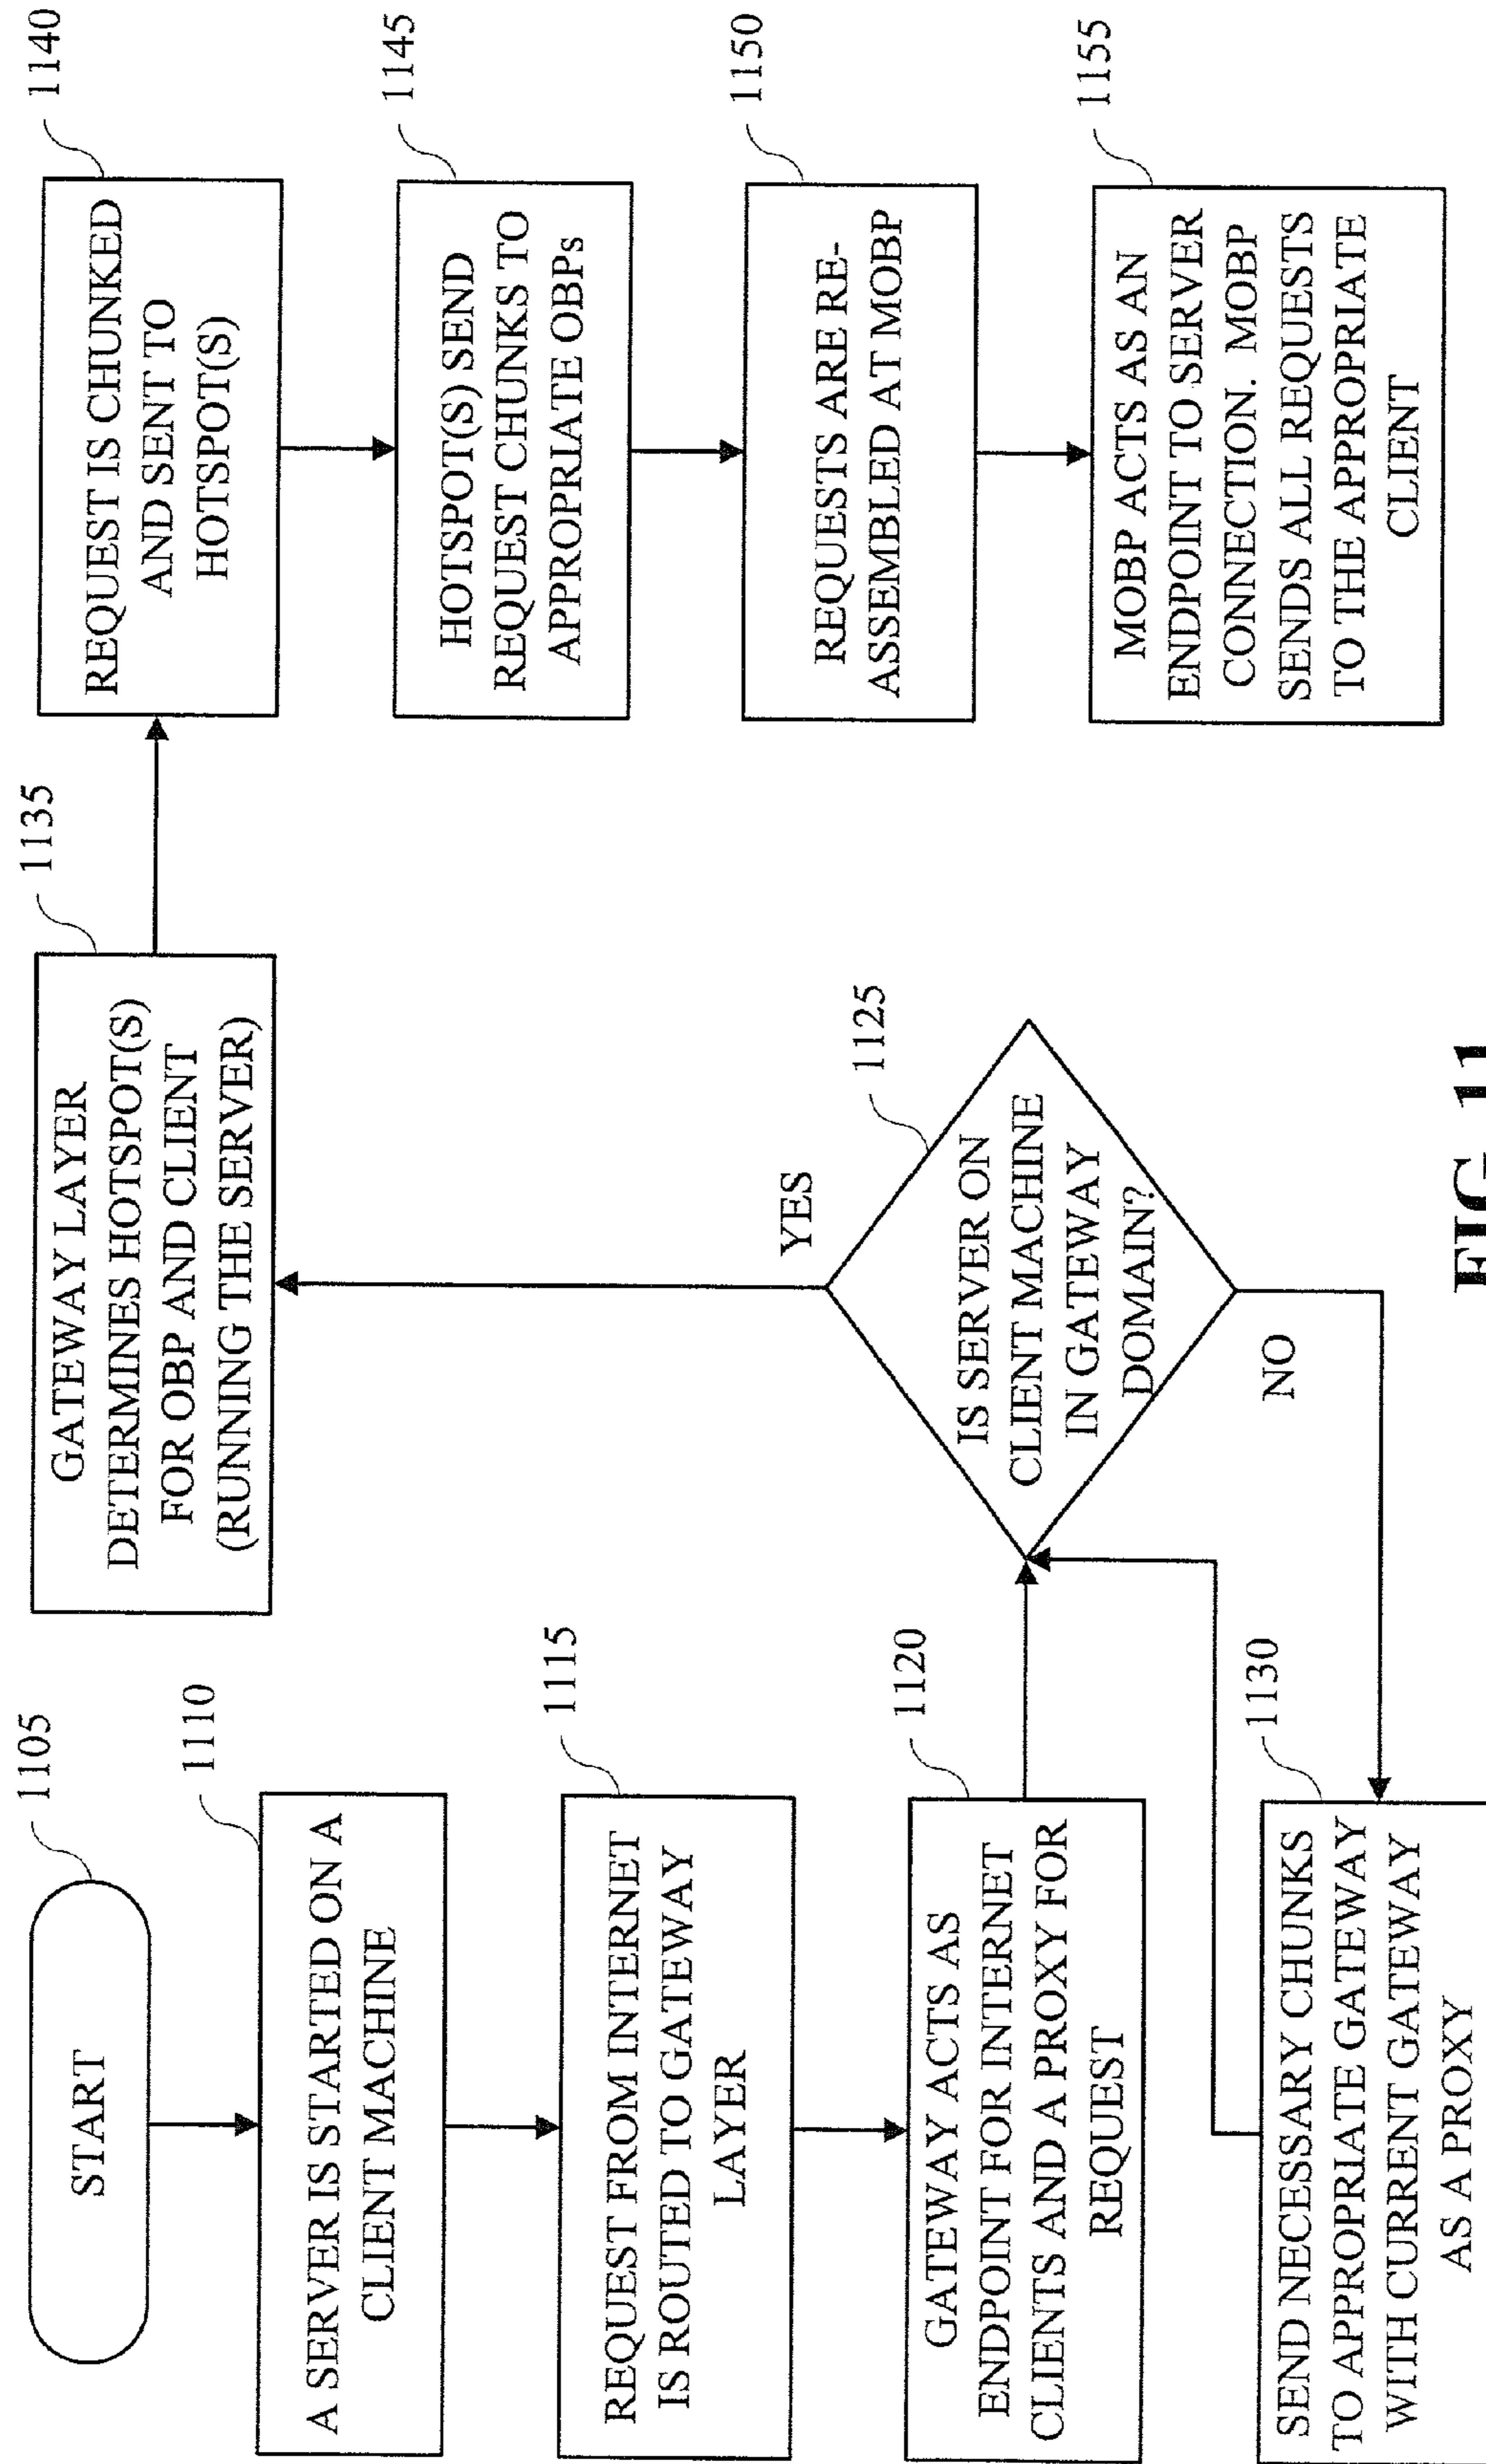 1105
START
1110
A SERVER IS STARTED ON A
CLIENT MACHINE
1115
REQUEST FROM INTERNET
IS ROUTED TO GATEWAY
LAYER
1120
GATEWAY ACTS AS
ENDPOINT FOR INTERNET
CLIENTS AND A PROXY FOR
REQUEST
1125
IS SERVER ON
CLIENT MACHINE
IN GATEWAY
DOMAIN?
YES
NO
1130
SEND NECESSARY CHUNKS
TO APPROPRIATE GATEWAY
WITH CURRENT GATEWAY
AS A PROXY
1135
GATEWAY LAYER
DETERMINES HOTSPOT(S)
FOR OBP AND CLIENT
(RUNNING THE SERVER)
1140
REQUEST IS CHUNKED
AND SENT TO
HOTSPOT(S)
1145
HOTSPOT(S) SEND
REQUEST CHUNKS TO
APPROPRIATE OBPs
1150
REQUESTS ARE RE-
ASSEMBLED AT MOBP
1155
MOBP ACTS AS AN
ENDPOINT TO SERVER
CONNECTION. MOBP
SENDS ALL REQUESTS
TO THE APPROPRIATE
CLIENT
FIG 11